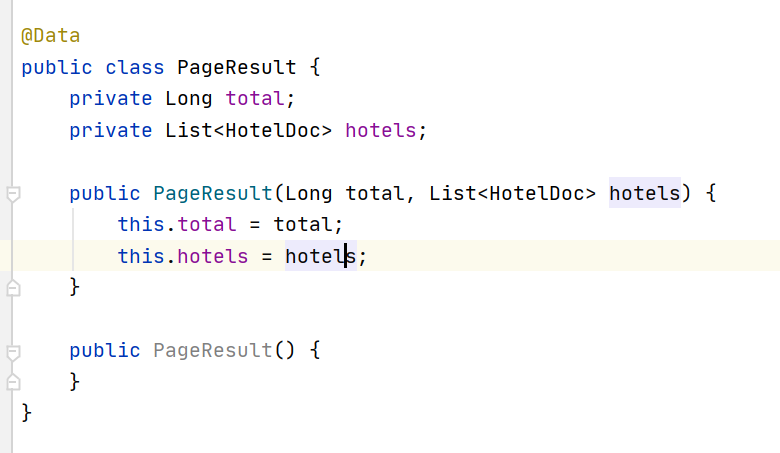 @Data
public class PageResult {
    private Long total;
    private List<HotelDoc> hotels;
    public PageResult(Long total, List<HotelDoc> hotels) {
        this.total = total;
        this.hotels = hotels;
    }
    public PageResult() {
    }
}